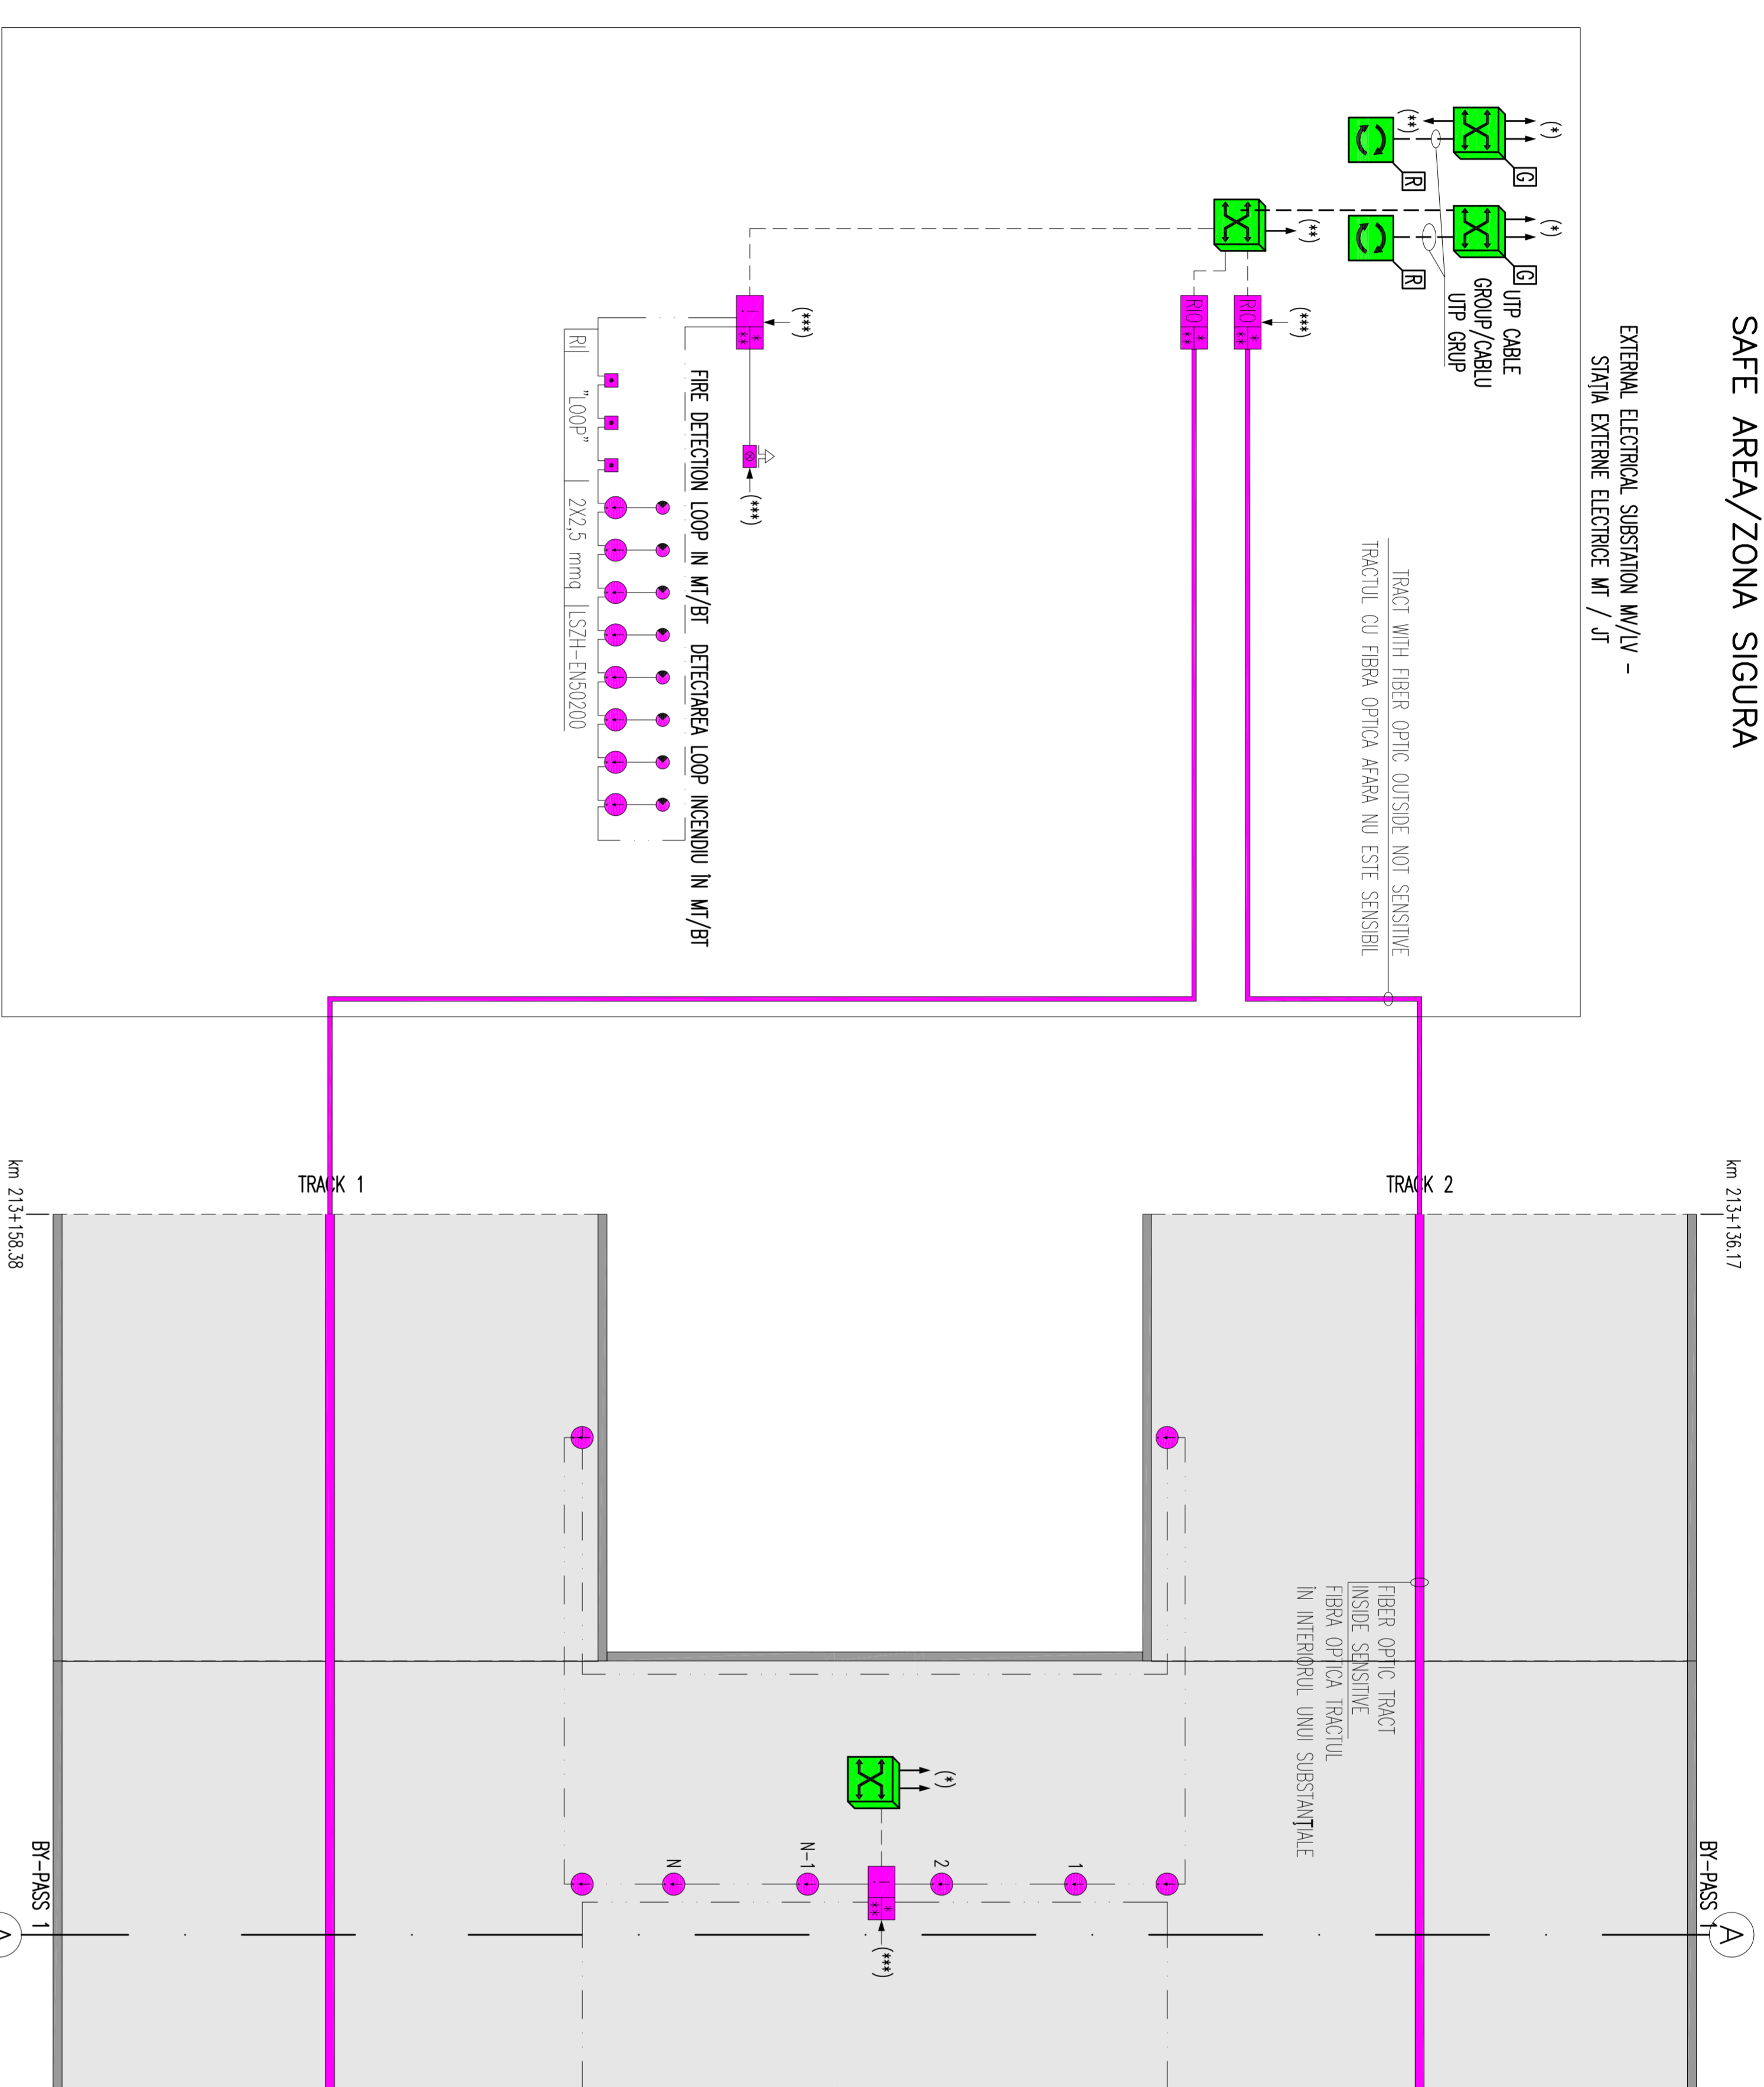 SAFE AREA/ZONA SIGURA
EXTERNAL ELECTRICAL SUBSTATION MV/LV -
STAŢIA EXTERNE ELECTRICE MT / JT
(*)
(*)
G
G
UTP CABLE
GROUP/CABLU
UTP GRUP
(**)
R
R
(**)
(***)
RIO
*
**
RIO
*
**
TRACT WITH FIBER OPTIC OUTSIDE NOT SENSITIVE
TRACTUL CU FIBRA OPTICA AFARA NU ESTE SENSIBIL
(***)
!
*
**
(***)
FIRE DETECTION LOOP IN MT/BT DETECTAREA LOOP INCENDIU ÎN MT/BT
RI
"LOOP"
2X2,5 mmq
LSZH-EN50200
km 213+136.17
TRACK 2
TRACK 1
km 213+158.38
FIBER OPTIC TRACT
INSIDE SENSITIVE
FIBRA OPTICA TRACTUL
ÎN INTERIORUL UNUI SUBSTANŢIALE
(*)
1
2
!
*
**
(***)
N-1
N
BY-PASS 1
A
BY-PASS 1
A